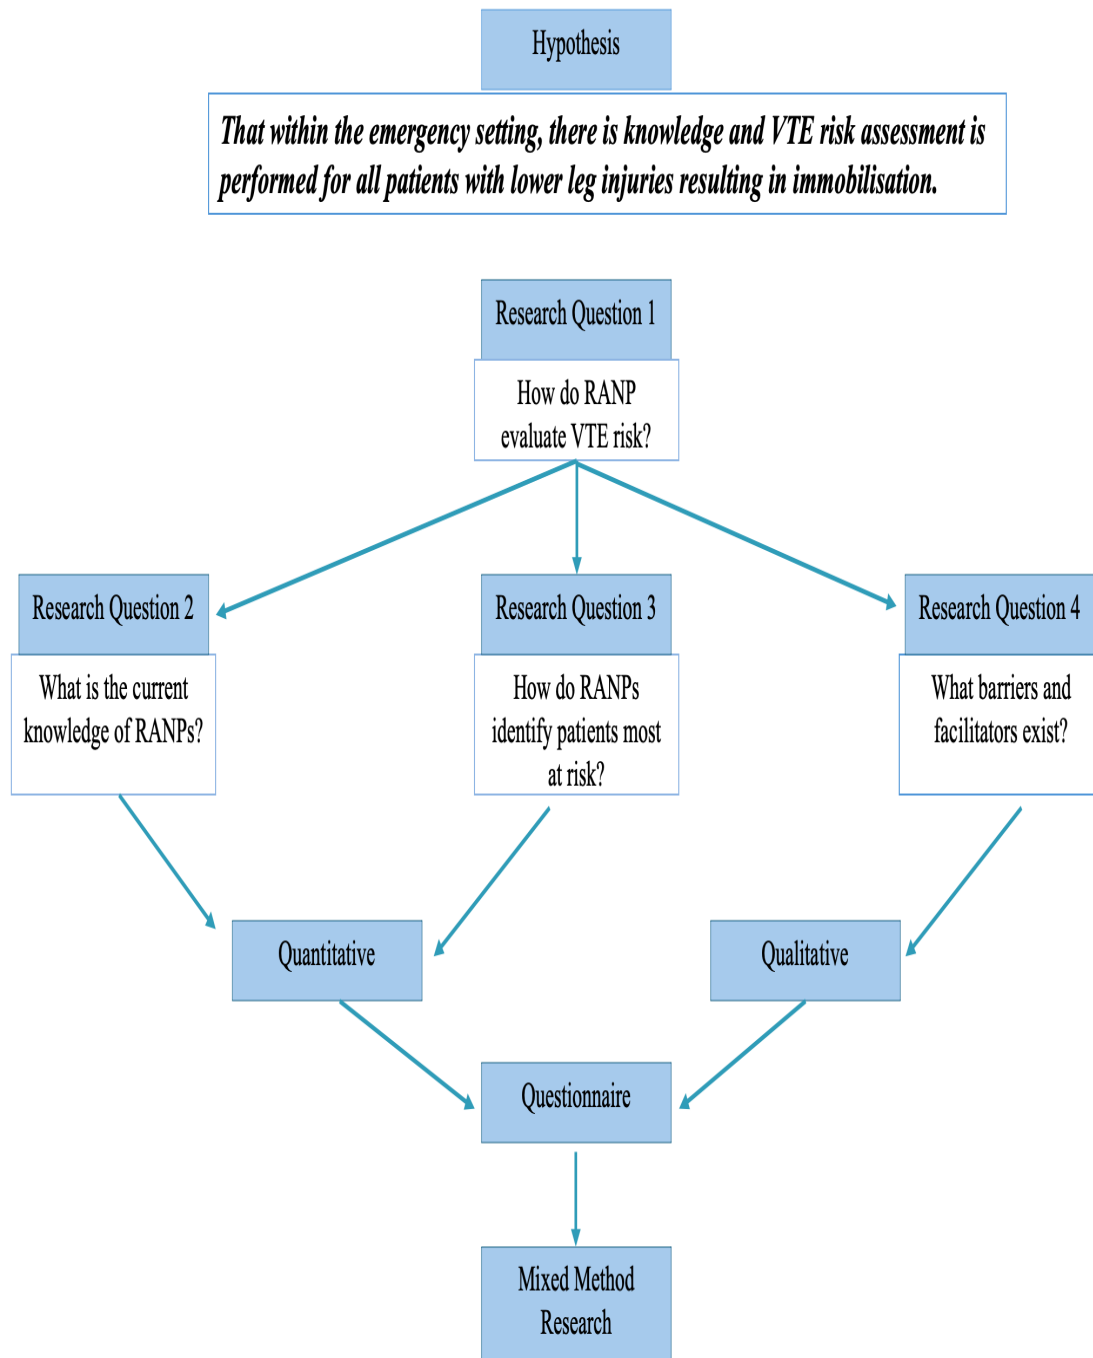 Hypothesis
That within the emergency setting, there is knowledge and VTE risk assessment is
performed for all patients with lower leg injuries resulting in immobilisation.
Research Question 1
How do RANP
evaluate VTE risk?
Research Question 2
What is the current
knowledge of RANPs?
Research Question 3
How do RANPs
identify patients most
at risk?
Research Question 4
What barriers and
facilitators exist?
Quantitative
Qualitative
Questionnaire
Mixed Method
Research